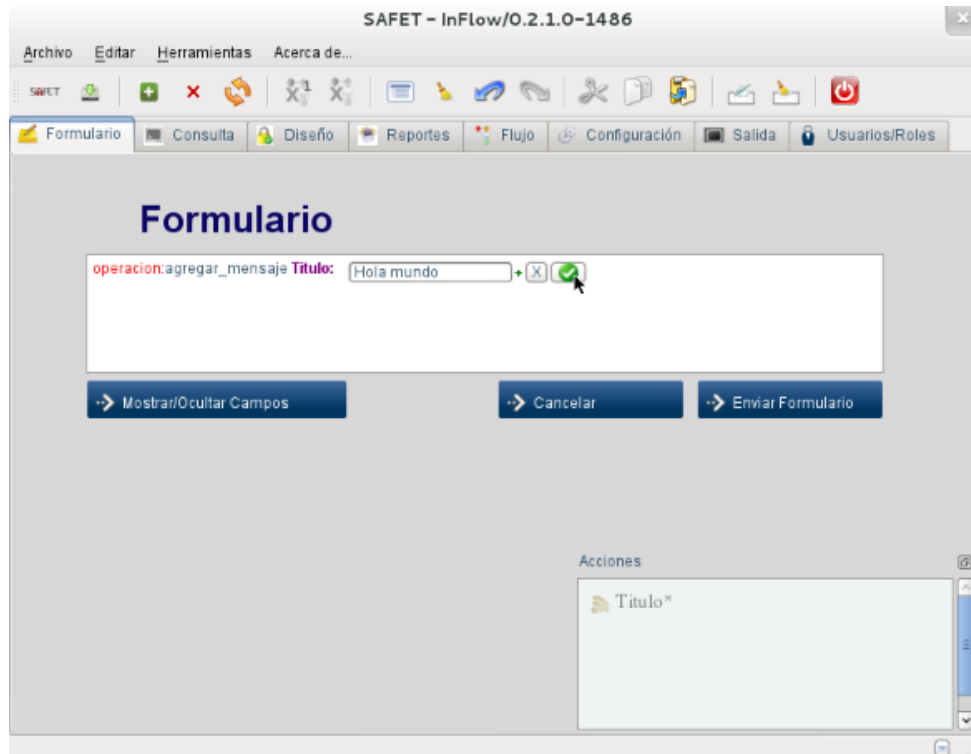 SAFET - InFlow/0.2.1.0-1486
Archivo Editar Herramientas Acerca de...
SAFET
Formulario Consulta Diseño Reportes Flujo Configuración Salida Usuarios/Roles
Formulario
operacion:agregar_mensaje Titulo: Hola mundo + X
Mostrar/Ocultar Campos Cancelar Enviar Formulario
Acciones
Titulo*